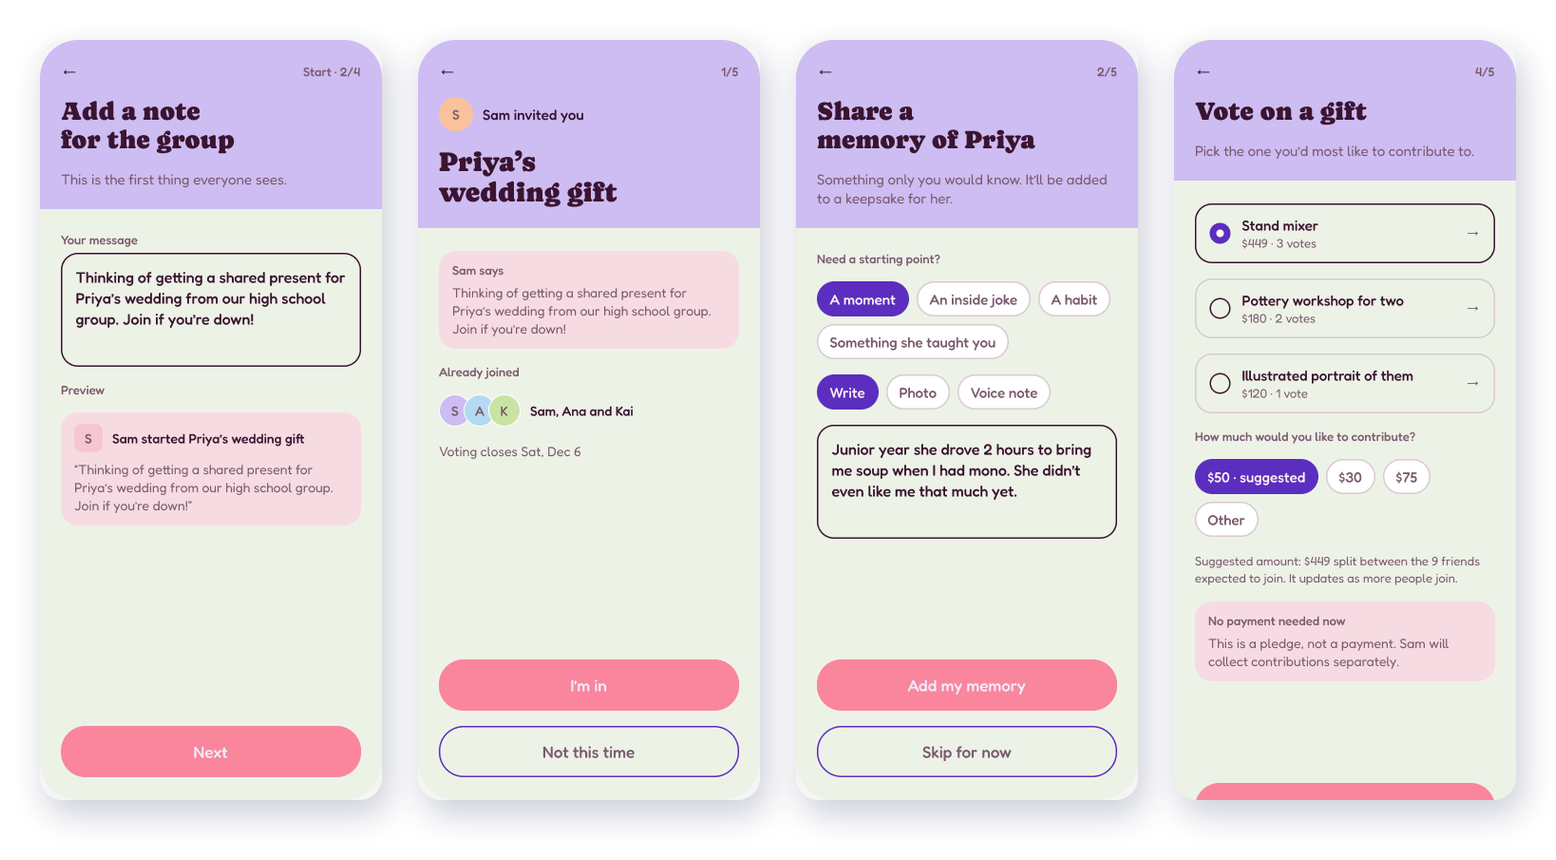 ← Start · 2/4
Add a note
for the group
This is the first thing everyone sees.
Your message
Thinking of getting a shared present for
Priya's wedding from our high school
group. Join if you're down!
Preview
S Sam started Priya's wedding gift
"Thinking of getting a shared present for
Priya's wedding from our high school group.
Join if you're down!"
Next
← 1/5
S Sam invited you
Priya’s
wedding gift
Sam says
Thinking of getting a shared present for
Priya's wedding from our high school group.
Join if you're down!
Already joined
S A K Sam, Ana and Kai
Voting closes Sat, Dec 6
I'm in
Not this time
← 2/5
Share a
memory of Priya
Something only you would know. It'll be added
to a keepsake for her.
Need a starting point?
A moment An inside joke A habit
Something she taught you
Write Photo Voice note
Junior year she drove 2 hours to bring
me soup when I had mono. She didn't
even like me that much yet.
Add my memory
Skip for now
← 4/5
Vote on a gift
Pick the one you'd most like to contribute to.
Stand mixer
$449 · 3 votes →
Pottery workshop for two
$180 · 2 votes →
Illustrated portrait of them
$120 · 1 vote →
How much would you like to contribute?
$50 · suggested $30 $75
Other
Suggested amount: $449 split between the 9 friends
expected to join. It updates as more people join.
No payment needed now
This is a pledge, not a payment. Sam will
collect contributions separately.